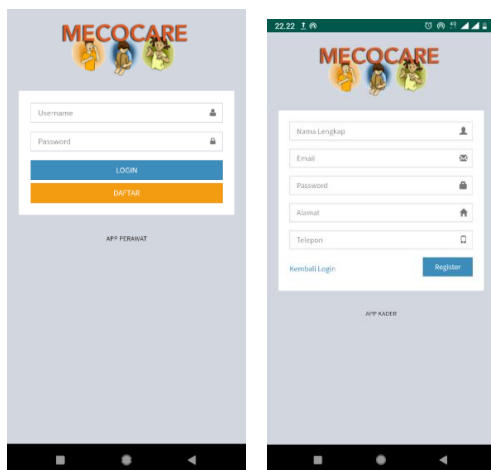 MECOCARE
Username
Password
LOGIN
DAFTAR
APP PERAWAT
22.22
MECOCARE
Nama Lengkap
Email
Password
Alamat
Telepon
Kembali Login
Register
APP KADER